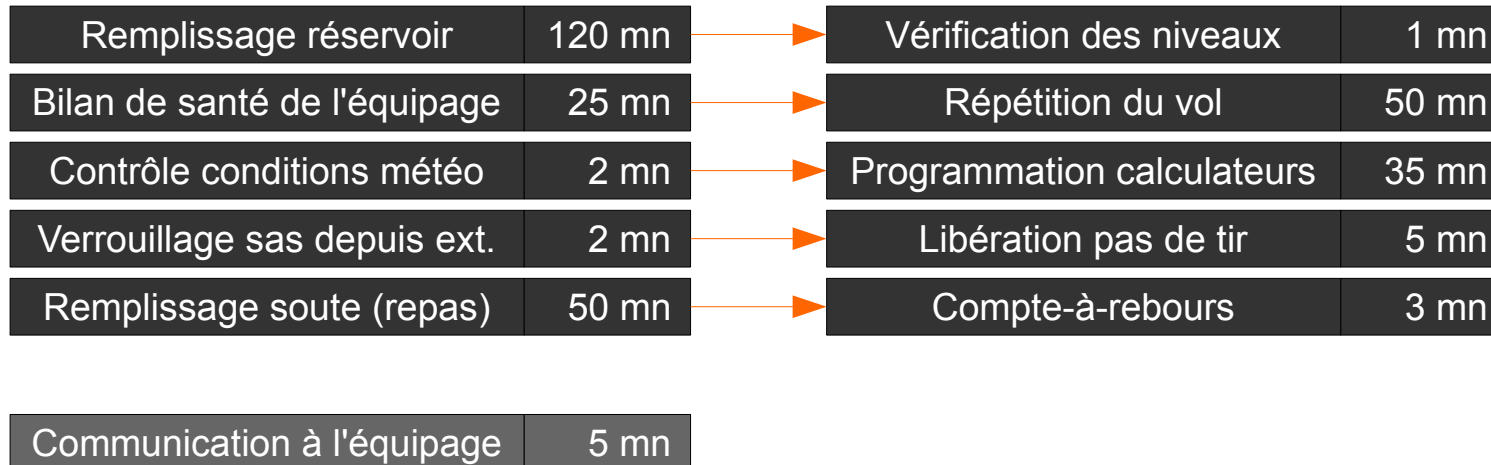 Remplissage réservoir 120 mn Vérification des niveaux 1 mn
Bilan de santé de l'équipage 25 mn Répétition du vol 50 mn
Contrôle conditions météo 2 mn Programmation calculateurs 35 mn
Verrouillage sas depuis ext. 2 mn Libération pas de tir 5 mn
Remplissage soute (repas) 50 mn Compte-à-rebours 3 mn
Communication à l'équipage 5 mn